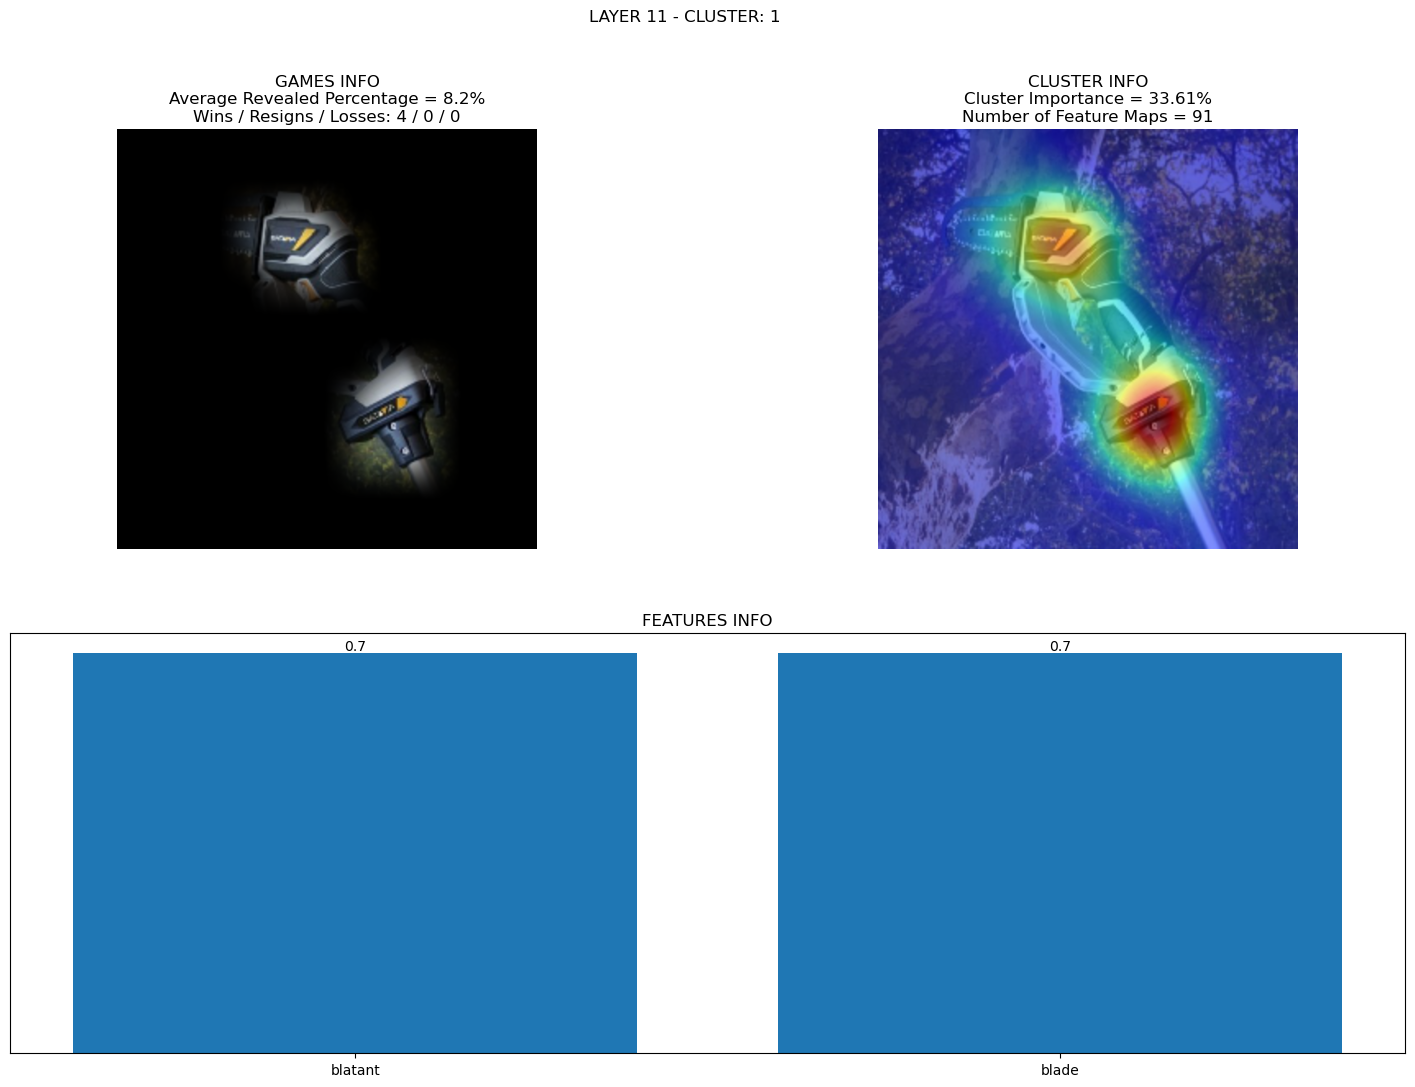 LAYER 11 - CLUSTER: 1
GAMES INFO
Average Revealed Percentage = 8.2%
Wins / Resigns / Losses: 4 / 0 / 0
CLUSTER INFO
Cluster Importance = 33.61%
Number of Feature Maps = 91
FEATURES INFO
0.7
0.7
blatant
blade